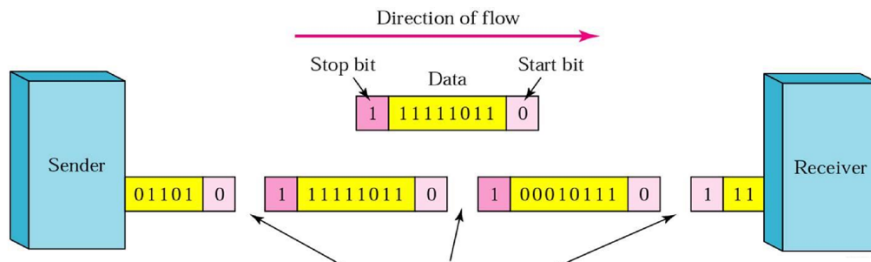 Direction of flow
Stop bit
Start bit
Data
1 11111011 0
Sender
Receiver
01101 0
1 11111011 0
1 00010111 0
1 11